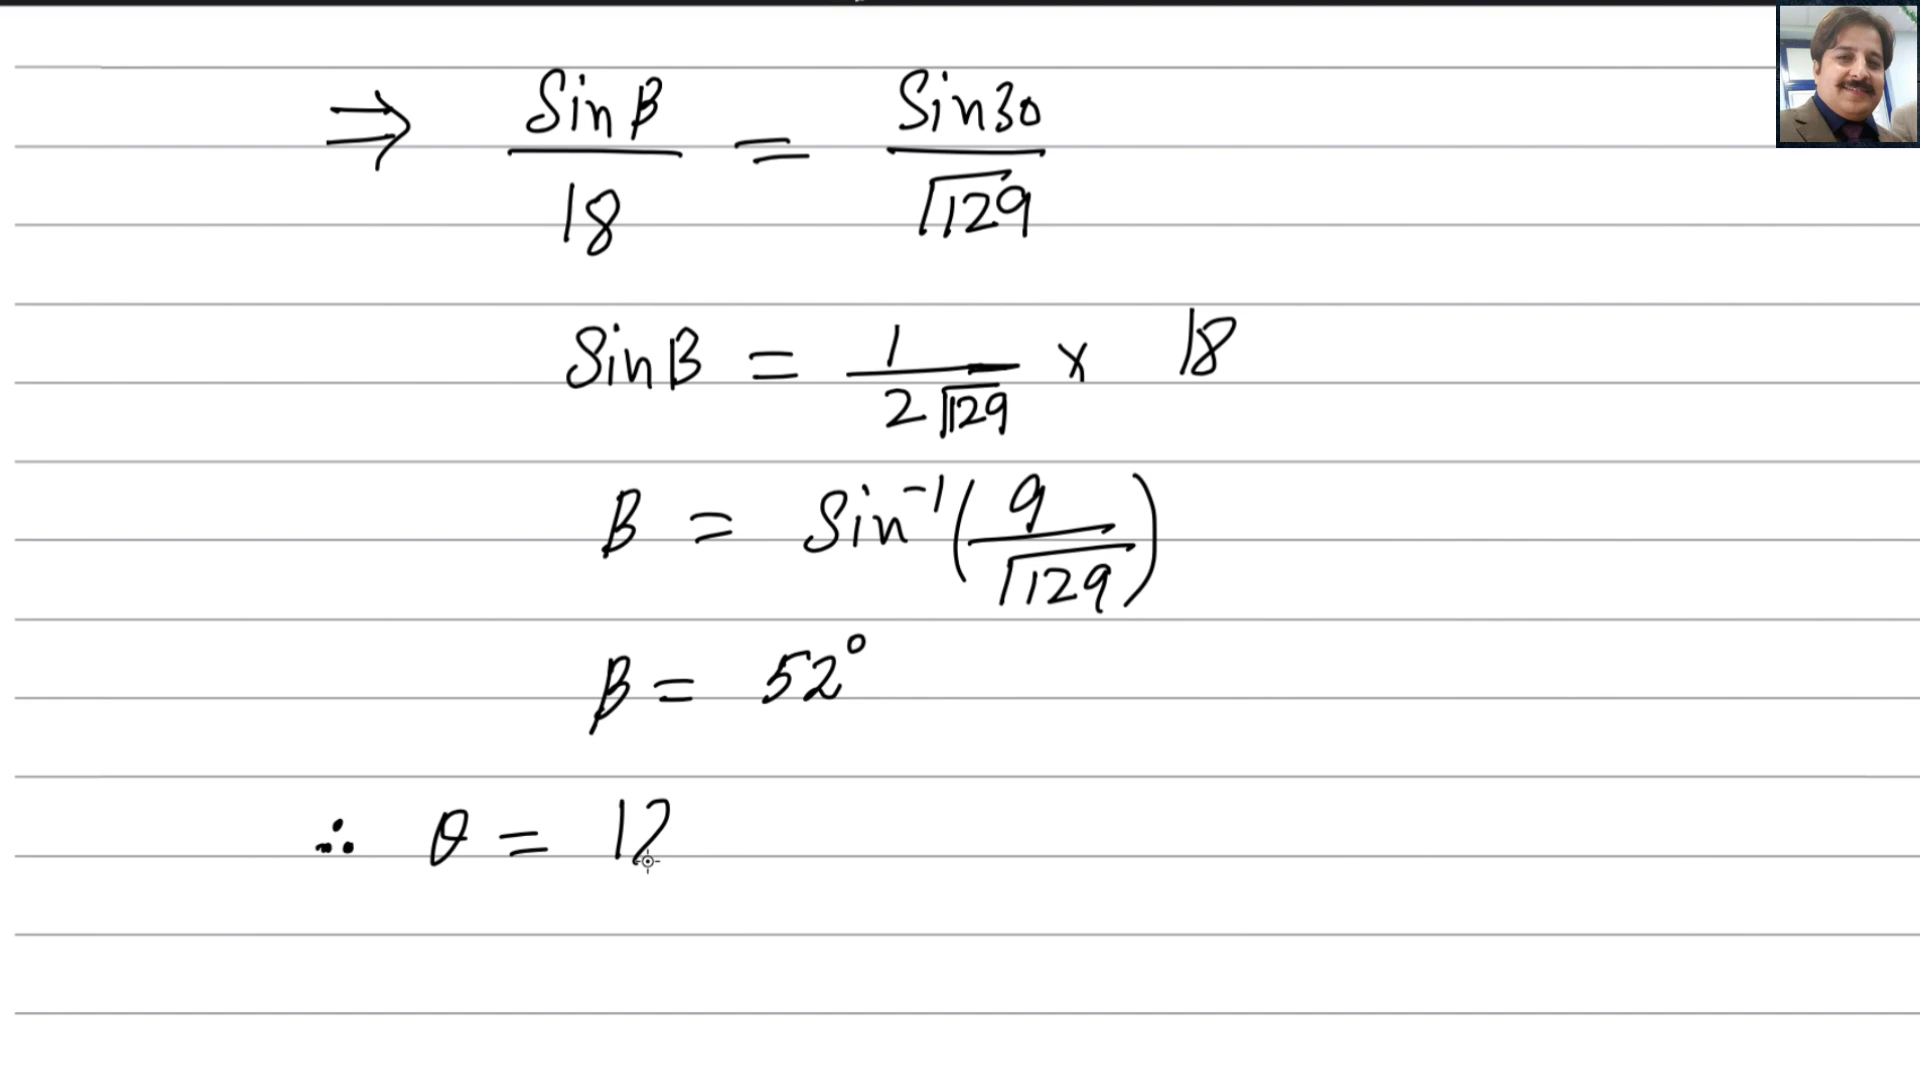 ⇒ Sin β / 18 = Sin30 / √129
Sin B = 1 / 2√129 × 18
B = Sin⁻¹(9 / √129)
β = 52°
∴ θ = 12